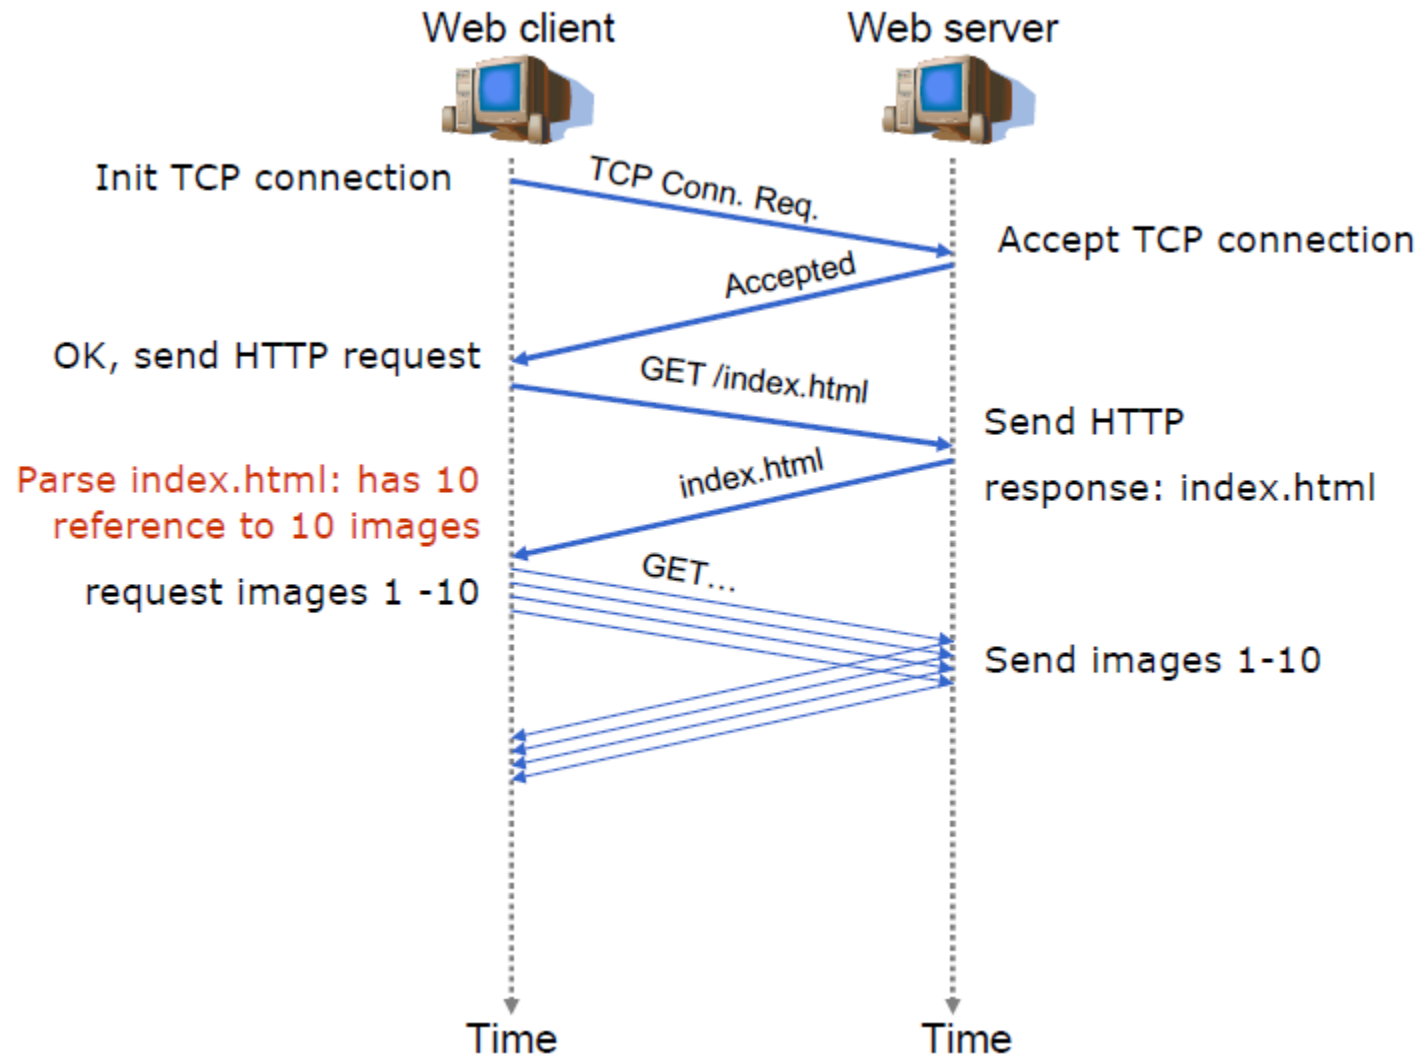 Web client
Web server
Init TCP connection
TCP Conn. Req.
Accept TCP connection
Accepted
OK, send HTTP request
GET /index.html
Send HTTP
response: index.html
index.html
Parse index.html: has 10
reference to 10 images
GET...
request images 1 -10
Send images 1-10
Time
Time